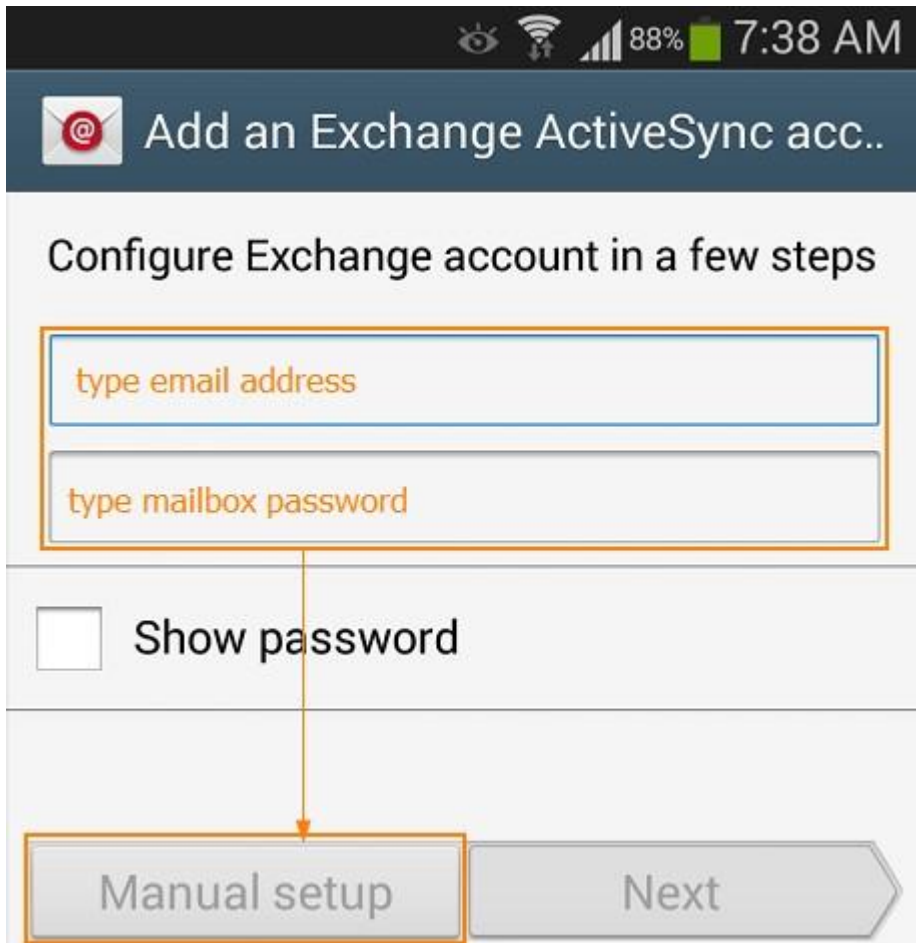 88% 7:38 AM
@ Add an Exchange ActiveSync acc..
Configure Exchange account in a few steps
type email address
type mailbox password
Show password
Manual setup Next